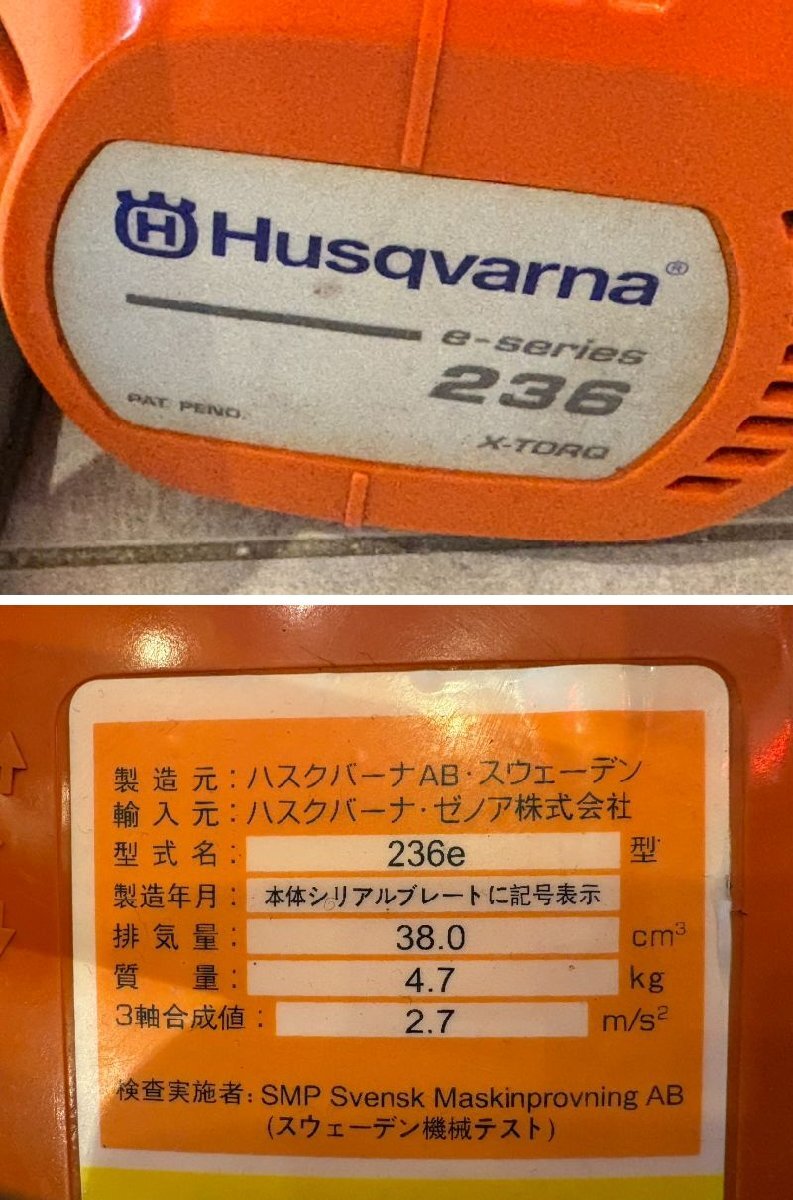 H Husqvarna®
e-series
236
PAT. PEND.
X-TORQ
製造元：ハスクバーナAB・スウェーデン
輸入元：ハスクバーナ・ゼノア株式会社
型式名：236e 型
製造年月：本体シリアルプレートに記号表示
排気量：38.0 cm³
質量：4.7 kg
3軸合成値：2.7 m/s²
検査実施者：SMP Svensk Maskinprovning AB
(スウェーデン機械テスト)